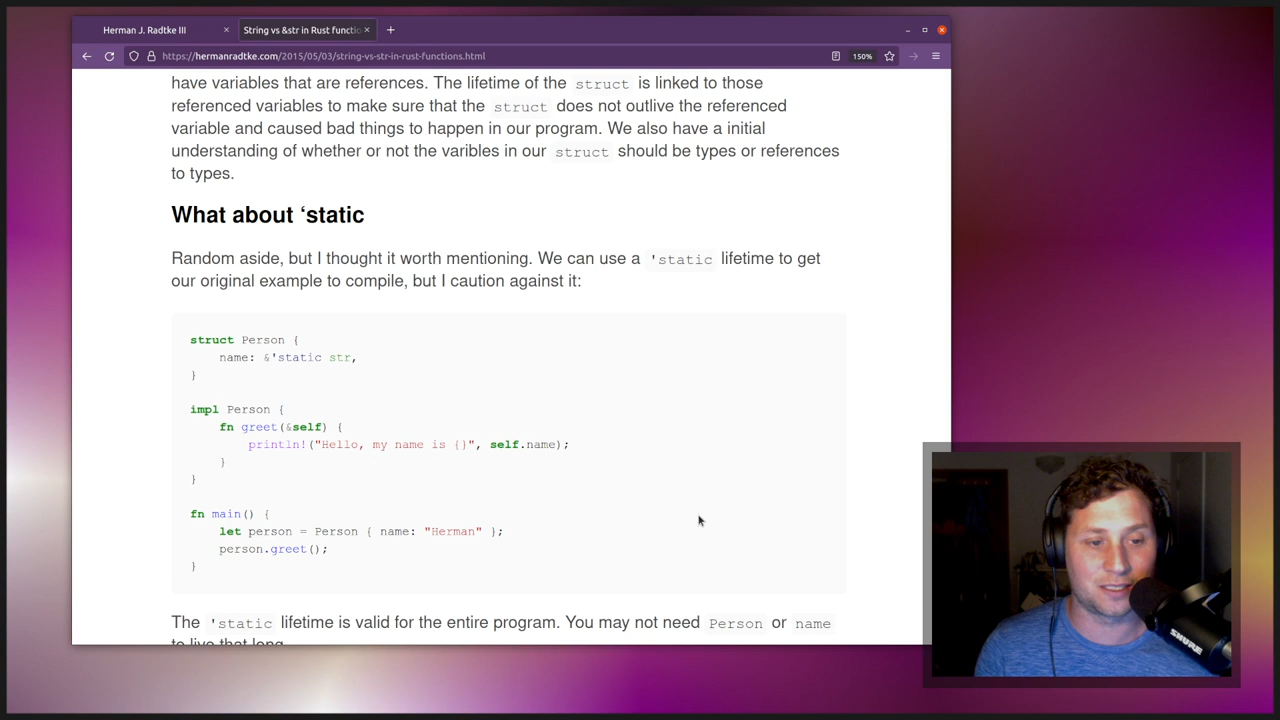 Herman J. Radtke III
String vs &str in Rust functio
https://hermanradtke.com/2015/05/03/string-vs-str-in-rust-functions.html
150%
have variables that are references. The lifetime of the struct is linked to those
referenced variables to make sure that the struct does not outlive the referenced
variable and caused bad things to happen in our program. We also have a initial
understanding of whether or not the varibles in our struct should be types or references
to types.
What about ‘static
Random aside, but I thought it worth mentioning. We can use a 'static lifetime to get
our original example to compile, but I caution against it:
struct Person {
    name: &'static str,
}
impl Person {
    fn greet(&self) {
        println!("Hello, my name is {}", self.name);
    }
}
fn main() {
    let person = Person { name: "Herman" };
    person.greet();
}
The 'static lifetime is valid for the entire program. You may not need Person or name
to live that long
SHURE